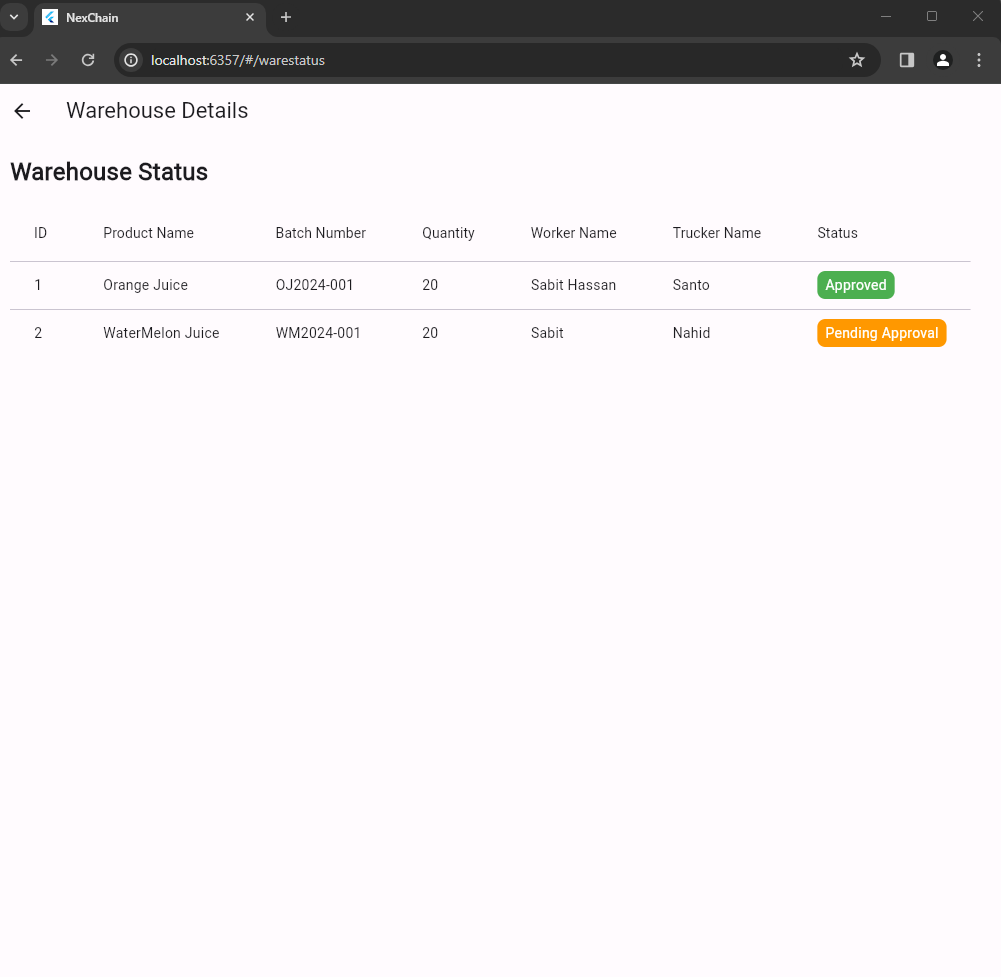 NexChain
localhost:6357/#/warestatus
Warehouse Details
Warehouse Status
ID Product Name Batch Number Quantity Worker Name Trucker Name Status
1 Orange Juice OJ2024-001 20 Sabit Hassan Santo Approved
2 WaterMelon Juice WM2024-001 20 Sabit Nahid Pending Approval